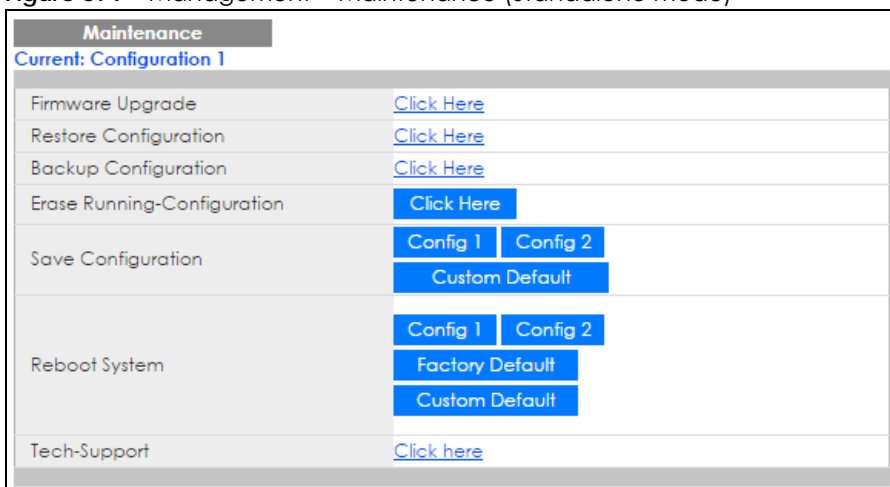 Maintenance
Current: Configuration 1
Firmware Upgrade Click Here
Restore Configuration Click Here
Backup Configuration Click Here
Erase Running-Configuration Click Here
Save Configuration
Config 1 Config 2
Custom Default
Reboot System
Config 1 Config 2
Factory Default
Custom Default
Tech-Support Click here